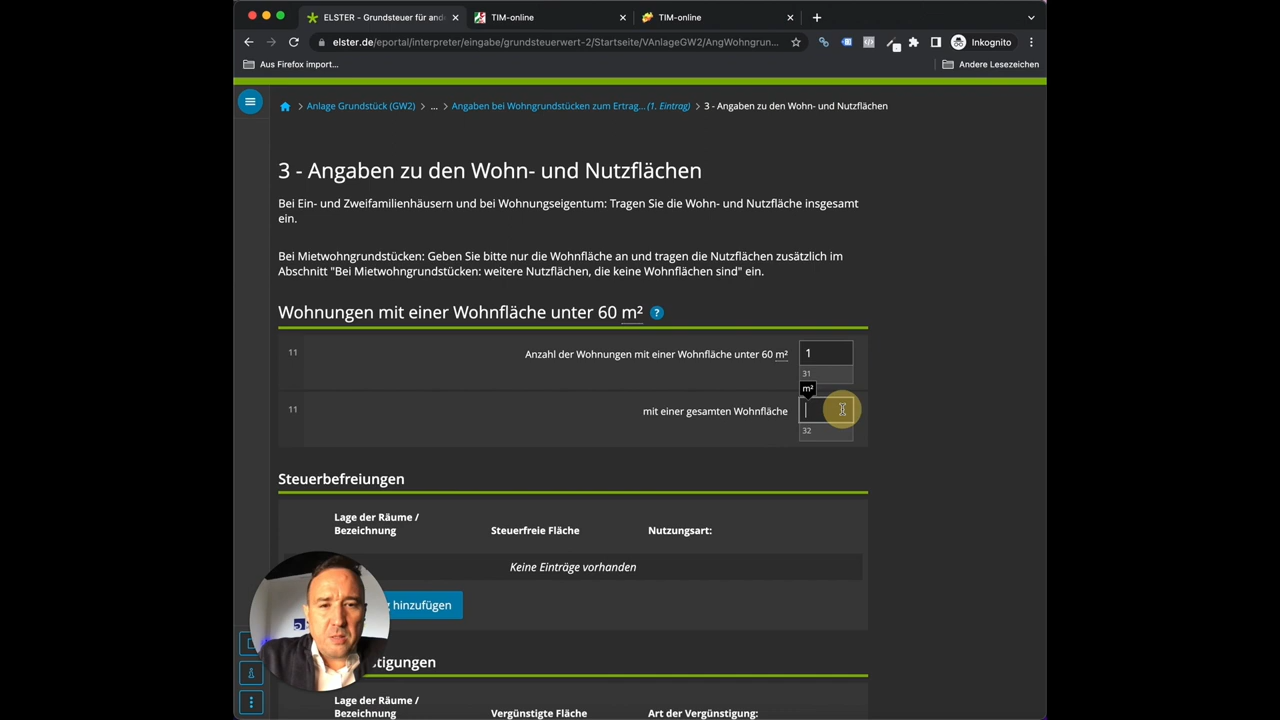 ELSTER - Grundsteuer für and
TIM-online
TIM-online
elster.de/eportal/interpreter/eingabe/grundsteuerwert-2/Startseite/VAnlageGW2/AngWohngrun...
Inkognito
Aus Firefox import...
Andere Lesezeichen
Anlage Grundstück (GW2) > ... > Angaben bei Wohngrundstücken zum Ertrag... (1. Eintrag) > 3 - Angaben zu den Wohn- und Nutzflächen
3 - Angaben zu den Wohn- und Nutzflächen
Bei Ein- und Zweifamilienhäusern und bei Wohnungseigentum: Tragen Sie die Wohn- und Nutzfläche insgesamt
ein.
Bei Mietwohngrundstücken: Geben Sie bitte nur die Wohnfläche an und tragen die Nutzflächen zusätzlich im
Abschnitt "Bei Mietwohngrundstücken: weitere Nutzflächen, die keine Wohnflächen sind" ein.
Wohnungen mit einer Wohnfläche unter 60 m² ?
11 Anzahl der Wohnungen mit einer Wohnfläche unter 60 m² 1
31
m²
11 mit einer gesamten Wohnfläche
32
Steuerbefreiungen
Lage der Räume /
Bezeichnung
Steuerfreie Fläche
Nutzungsart:
Keine Einträge vorhanden
hinzufügen
Lage der Räume /
Bezeichnung
Vergünstigte Fläche
Art der Vergünstigung: